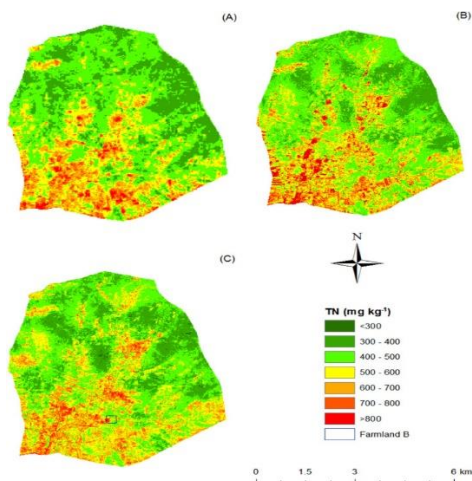 (A)
(B)
(C)
N
TN (mg kg-1)
<300
300 - 400
400 - 500
500 - 600
600 - 700
700 - 800
>800
Farmland B
0 1.5 3 6 km